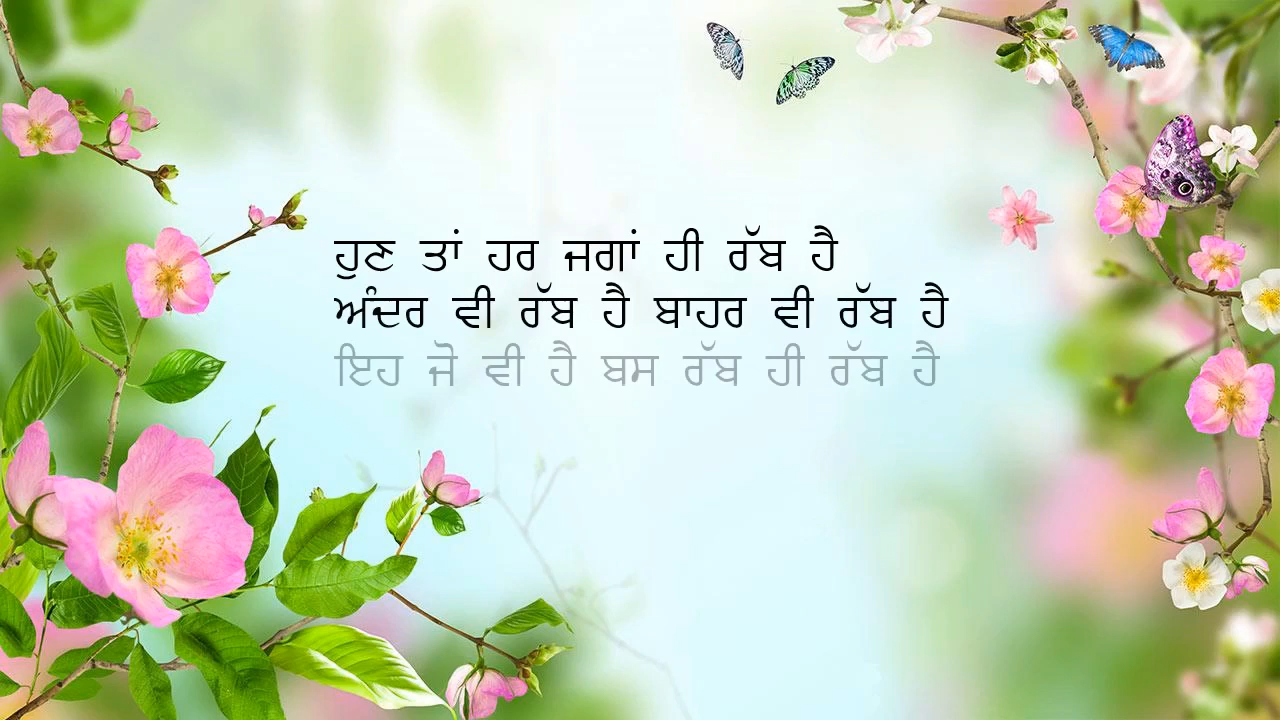 ਹੁਣ ਤਾਂ ਹਰ ਜਗਾਂ ਹੀ ਰੱਬ ਹੈ
ਅੰਦਰ ਵੀ ਰੱਬ ਹੈ ਬਾਹਰ ਵੀ ਰੱਬ ਹੈ
ਇਹ ਜੋ ਵੀ ਹੈ ਬਸ ਰੱਬ ਹੀ ਰੱਬ ਹੈ